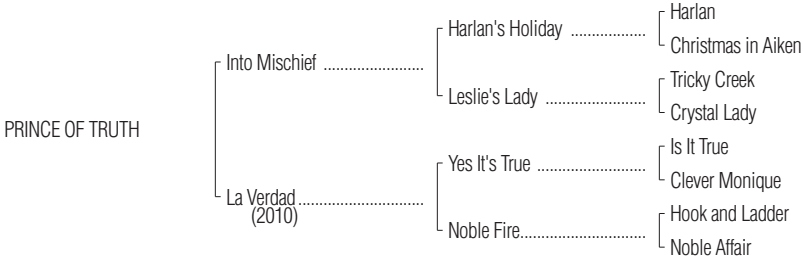 Harlan
Harlan's Holiday ..................
Christmas in Aiken
Into Mischief ........................
Tricky Creek
Leslie's Lady ........................
Crystal Lady
PRINCE OF TRUTH
Is It True
Yes It's True ..........................
Clever Monique
La Verdad..............................
(2010)
Hook and Ladder
Noble Fire..............................
Noble Affair